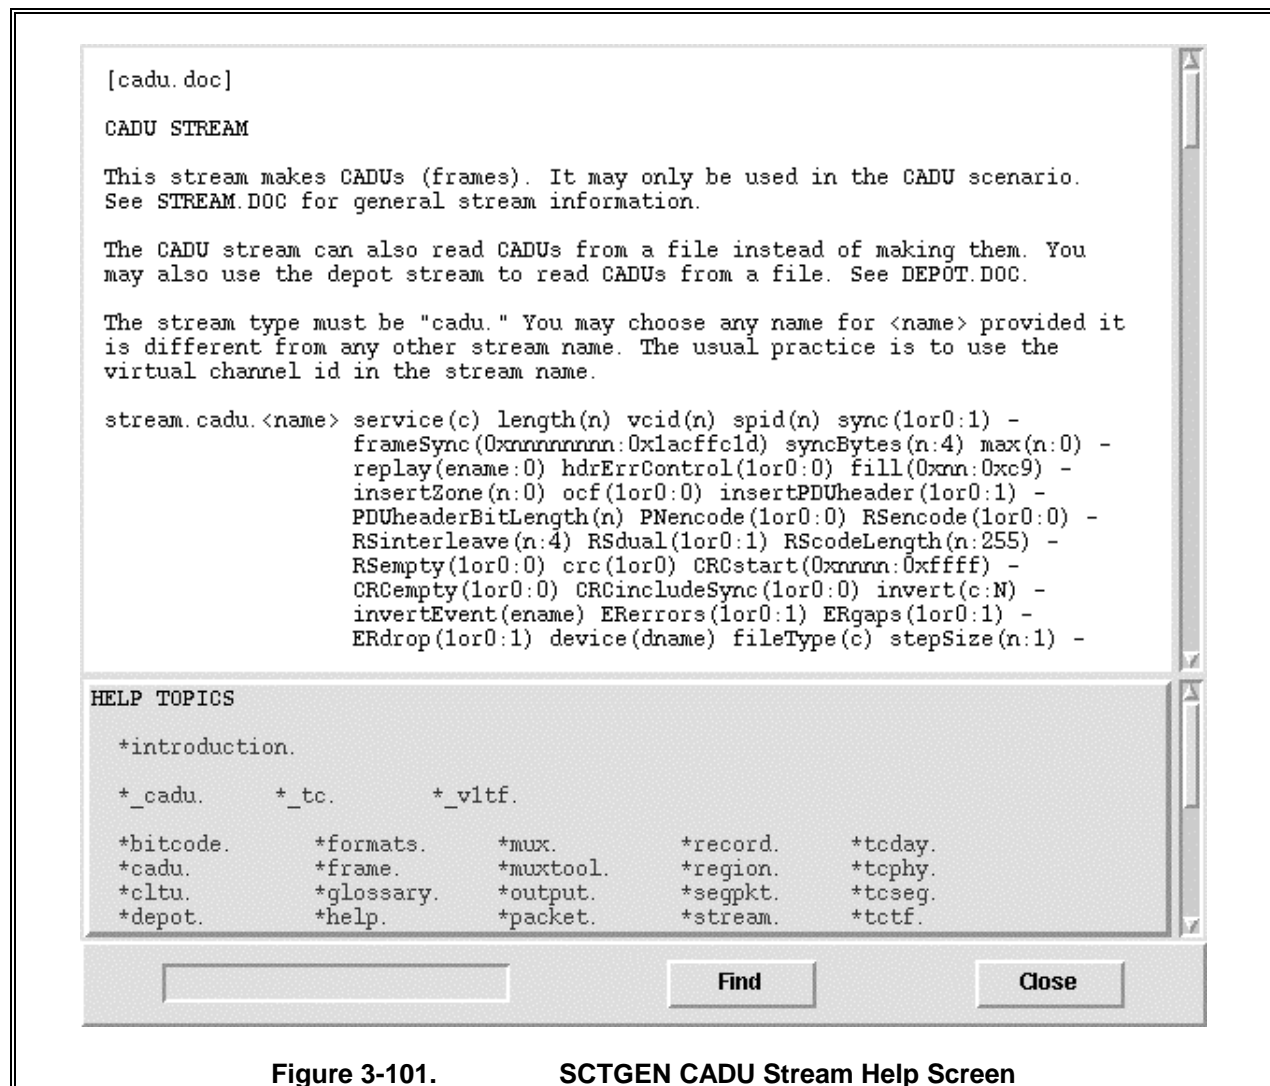 [cadu.doc]
CADU STREAM
This stream makes CADUs (frames). It may only be used in the CADU scenario.
See STREAM.DOC for general stream information.
The CADU stream can also read CADUs from a file instead of making them. You
may also use the depot stream to read CADUs from a file. See DEPOT.DOC.
The stream type must be "cadu." You may choose any name for <name> provided it
is different from any other stream name. The usual practice is to use the
virtual channel id in the stream name.
stream.cadu.<name> service(c) length(n) vcid(n) spid(n) sync(1or0:1) -
frameSync(0xnnnnnnnn:0x1acffc1d) syncBytes(n:4) max(n:0) -
replay(ename:0) hdrErrControl(1or0:0) fill(0xnn:0xc9) -
insertZone(n:0) ocf(1or0:0) insertPDUheader(1or0:1) -
PDUheaderBitLength(n) PNencode(1or0:0) RSencode(1or0:0) -
RSinterleave(n:4) RSdual(1or0:1) RScodeLength(n:255) -
RSempty(1or0:0) crc(1or0) CRCstart(0xnnnn:0xffff) -
CRCempty(1or0:0) CRCincludeSync(1or0:0) invert(c:N) -
invertEvent(ename) ERerrors(1or0:1) ERgaps(1or0:1) -
ERdrop(1or0:1) device(dname) fileType(c) stepSize(n:1) -
HELP TOPICS
*introduction.
*_cadu. *_tc. *_v1tf.
*bitcode. *formats. *mux. *record. *tcday.
*cadu. *frame. *muxtool. *region. *tcphy.
*cltu. *glossary. *output. *segpkt. *tcseg.
*depot. *help. *packet. *stream. *tctf.
Find Close
Figure 3-101. SCTGEN CADU Stream Help Screen